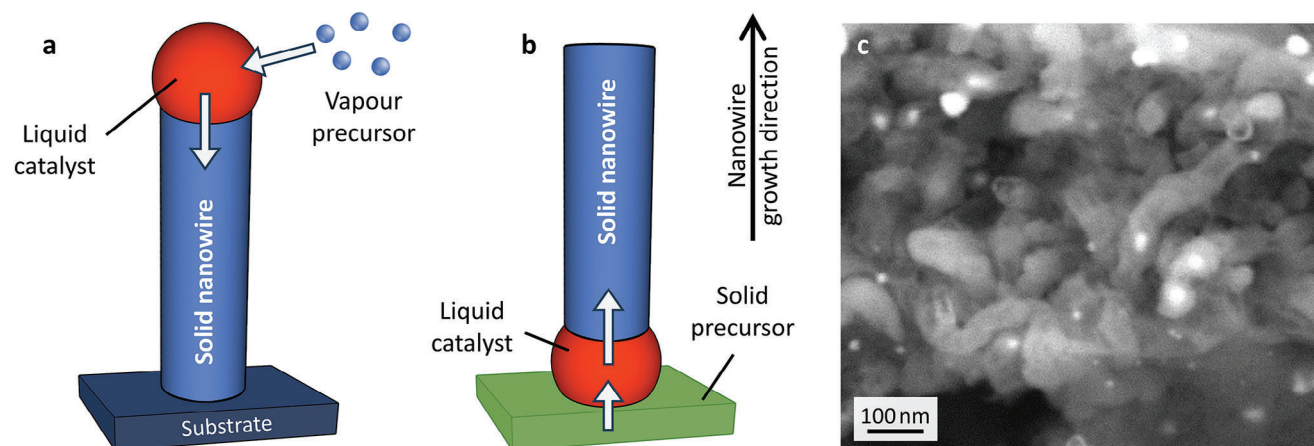 a
Vapour
precursor
Liquid
catalyst
Solid nanowire
Substrate
b
Solid nanowire
Nanowire
growth direction
Liquid
catalyst
Solid
precursor
c
100 nm